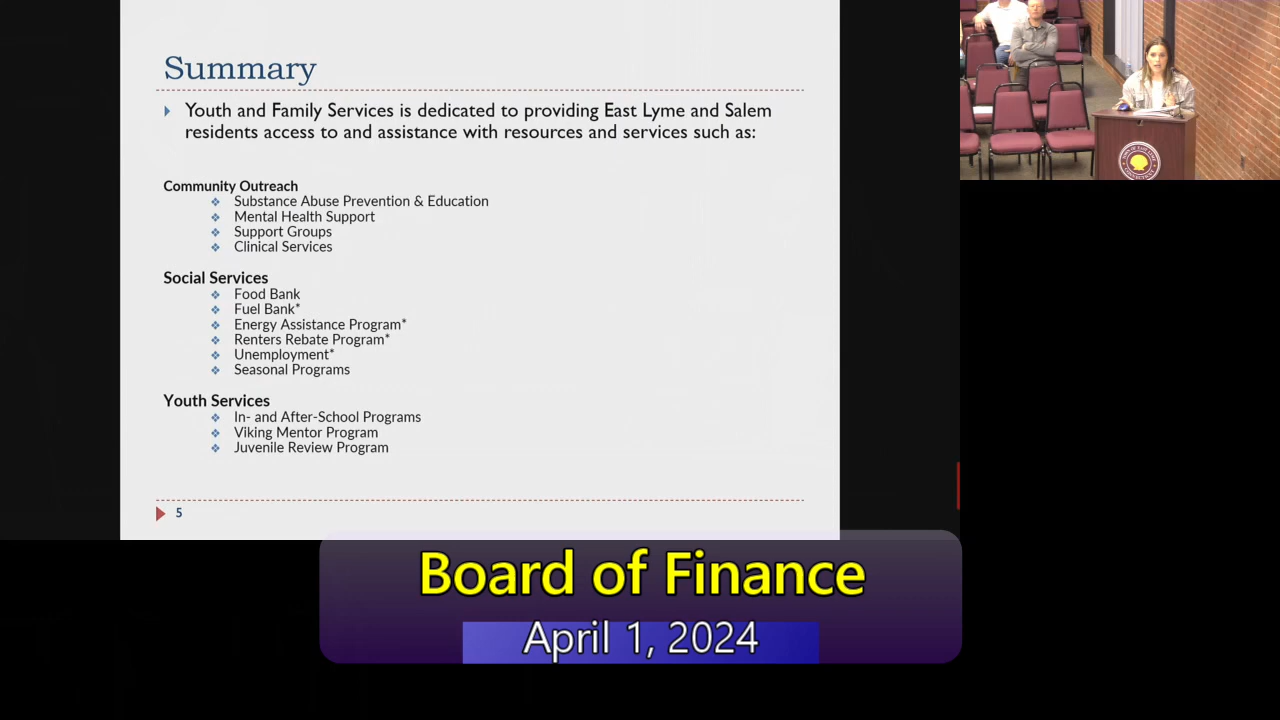 Summary
Youth and Family Services is dedicated to providing East Lyme and Salem
residents access to and assistance with resources and services such as:
Community Outreach
❖ Substance Abuse Prevention & Education
❖ Mental Health Support
❖ Support Groups
❖ Clinical Services
Social Services
❖ Food Bank
❖ Fuel Bank*
❖ Energy Assistance Program*
❖ Renters Rebate Program*
❖ Unemployment*
❖ Seasonal Programs
Youth Services
❖ In- and After-School Programs
❖ Viking Mentor Program
❖ Juvenile Review Program
5
Board of Finance
April 1, 2024